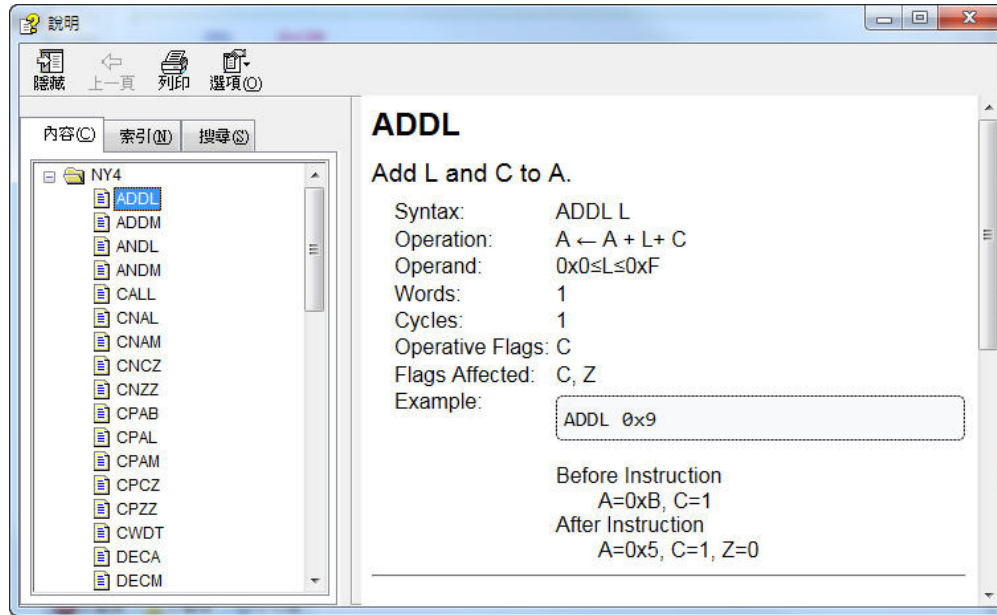 說明
隱藏 上一頁 列印 選項(O)
內容(C) 索引(N) 搜尋(S)
NY4
ADDL
ADDM
ANDL
ANDM
CALL
CNAL
CNAM
CNCZ
CNZZ
CPAB
CPAL
CPAM
CPCZ
CPZZ
CWDT
DECA
DECM
ADDL
Add L and C to A.
Syntax: ADDL L
Operation: A ← A + L+ C
Operand: 0x0≤L≤0xF
Words: 1
Cycles: 1
Operative Flags: C
Flags Affected: C, Z
Example:
ADDL 0x9
Before Instruction
A=0xB, C=1
After Instruction
A=0x5, C=1, Z=0